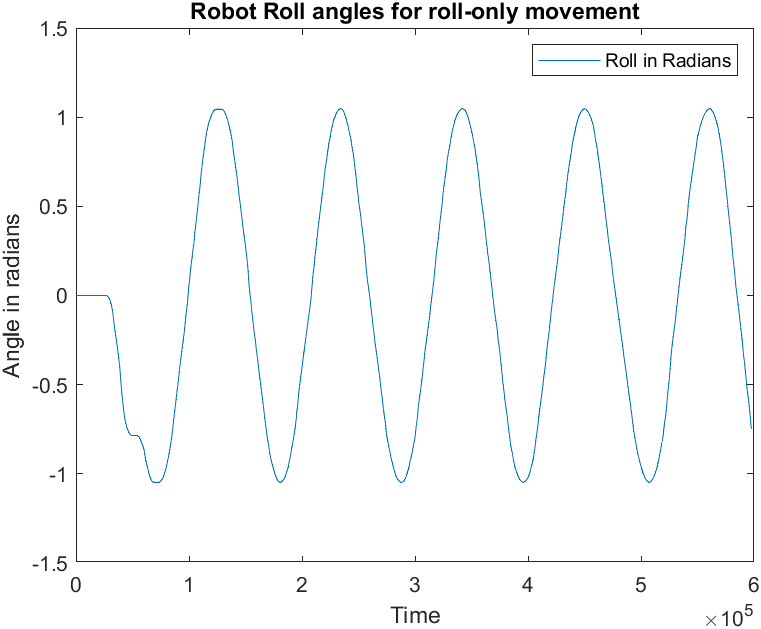 Robot Roll angles for roll-only movement
1.5
Roll in Radians
1
0.5
0
-0.5
-1
-1.5
Angle in radians
0 1 2 3 4 5 6
Time
×10⁵